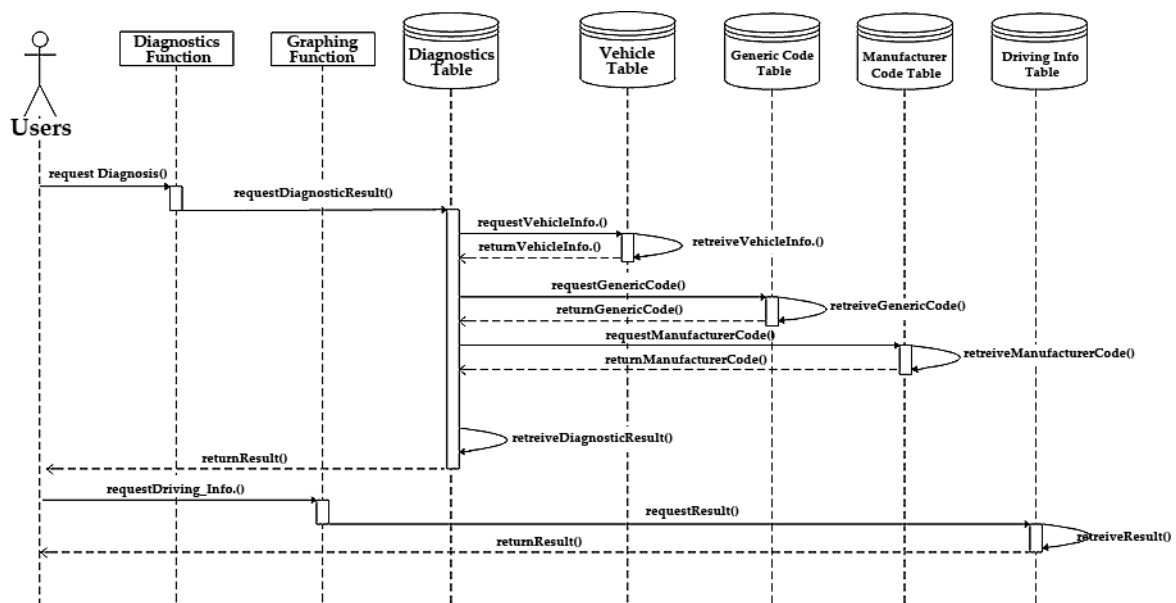 Diagnostics
Function
Graphing
Function
Diagnostics
Table
Vehicle
Table
Generic Code
Table
Manufacturer
Code Table
Driving Info
Table
Users
request Diagnosis()
requestDiagnosticResult()
requestVehicleInfo.()
retreiveVehicleInfo.()
returnVehicleInfo.()
requestGenericCode()
retreiveGenericCode()
returnGenericCode()
requestManufacturerCode()
retreiveManufacturerCode()
returnManufacturerCode()
retreiveDiagnosticResult()
returnResult()
requestDriving_Info.()
requestResult()
retreiveResult()
returnResult()